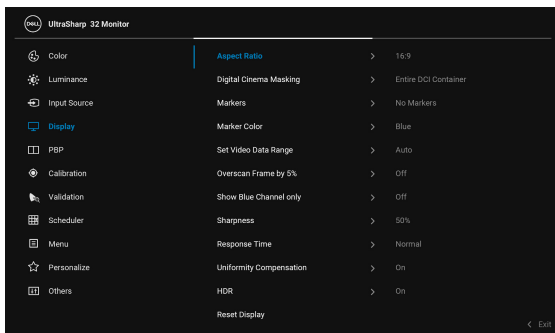 DELL UltraSharp 32 Monitor
Color Aspect Ratio > 16:9
Luminance Digital Cinema Masking > Entire DCI Container
Input Source Markers > No Markers
Display Marker Color > Blue
PBP Set Video Data Range > Auto
Calibration Overscan Frame by 5% > Off
Validation Show Blue Channel only > Off
Scheduler Sharpness > 50%
Menu Response Time > Normal
Personalize Uniformity Compensation > On
Others HDR > On
Reset Display
< Exit